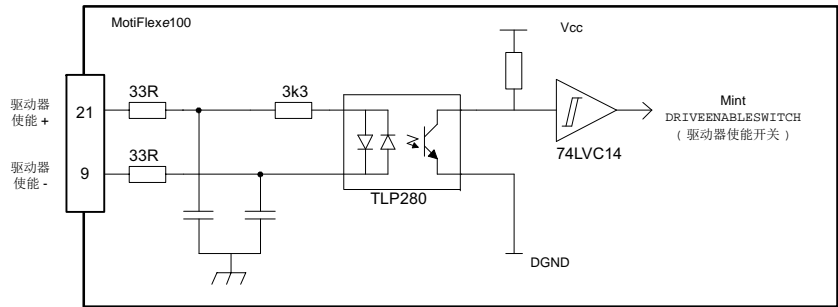 MotiFlexe100
Vcc
驱动器
使能 +
21
33R
3k3
Mint
DRIVEENABLESWITCH
( 驱动器使能开关 )
驱动器
使能 -
9
33R
74LVC14
TLP280
DGND